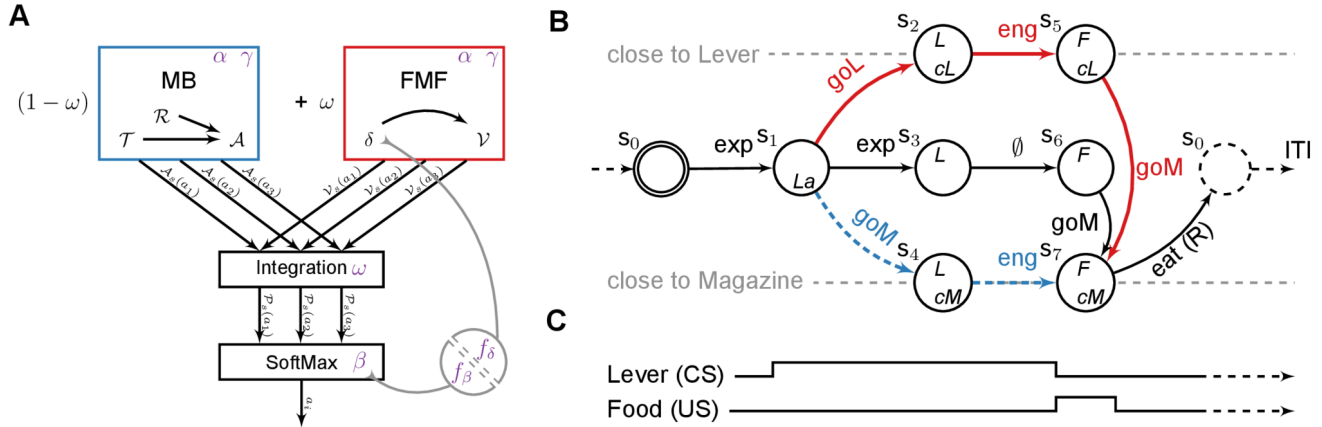 A
α γ
α γ
MB
FMF
(1 − ω)
+ ω
ℛ
𝒯
𝒜
δ
𝒱
𝒜ₛ(a₁)
𝒜ₛ(a₂)
𝒜ₛ(a₃)
𝒱ₛ(a₁)
𝒱ₛ(a₂)
𝒱ₛ(a₃)
Integration ω
𝒫ₛ(a₁)
𝒫ₛ(a₂)
𝒫ₛ(a₃)
SoftMax β
f_δ
f_β
aᵢ
B
close to Lever
s₂
L
cL
eng
s₅
F
cL
goL
s₀
exp
s₁
La
exp
s₃
L
∅
s₆
F
goM
s₀
ITI
goM
goM
eat (R)
close to Magazine
s₄
L
cM
eng
s₇
F
cM
C
Lever (CS)
Food (US)